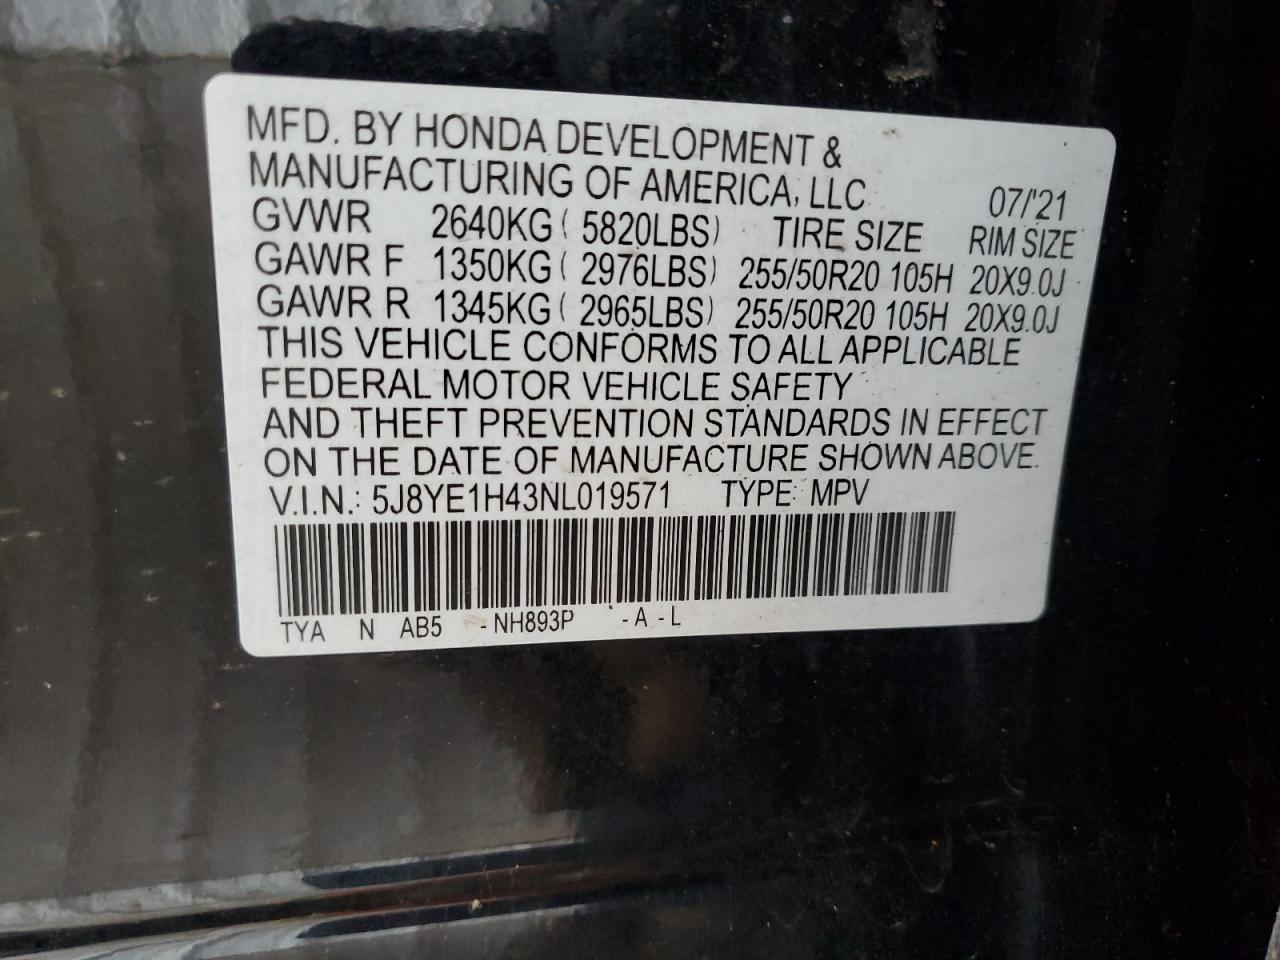 MFD. BY HONDA DEVELOPMENT &
MANUFACTURING OF AMERICA, LLC 07/'21
GVWR 2640KG ( 5820LBS) TIRE SIZE RIM SIZE
GAWR F 1350KG ( 2976LBS) 255/50R20 105H 20X9.0J
GAWR R 1345KG ( 2965LBS) 255/50R20 105H 20X9.0J
THIS VEHICLE CONFORMS TO ALL APPLICABLE
FEDERAL MOTOR VEHICLE SAFETY
AND THEFT PREVENTION STANDARDS IN EFFECT
ON THE DATE OF MANUFACTURE SHOWN ABOVE.
V.I.N.: 5J8YE1H43NL019571 TYPE: MPV
TYA N AB5 -NH893P -A -L